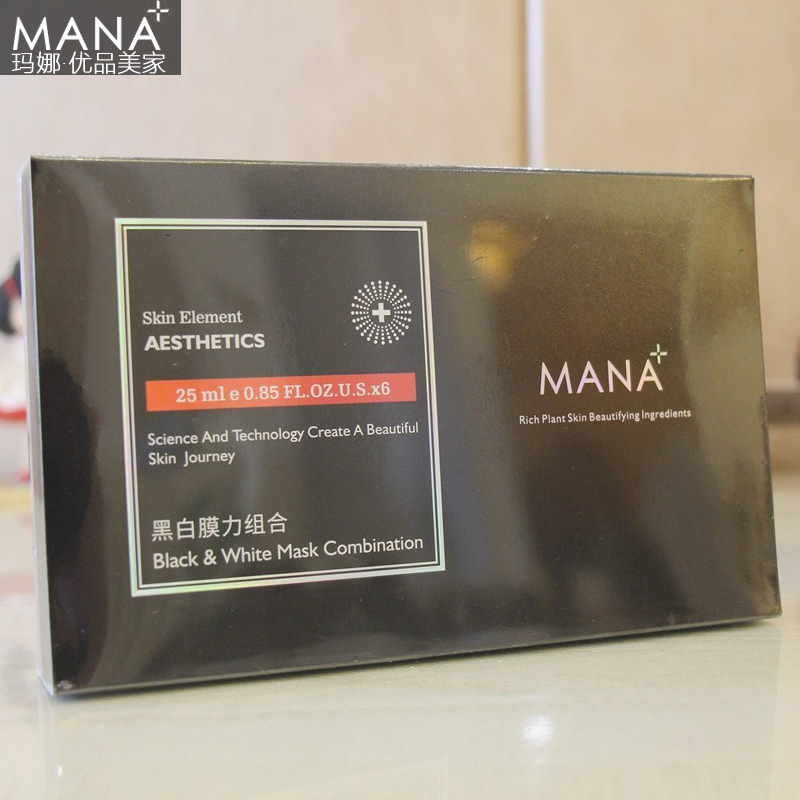 MANA+
玛娜·优品美家
Skin Element
AESTHETICS
25 ml e 0.85 FL.OZ.U.S.x6
Science And Technology Create A Beautiful
Skin Journey
黑白膜力组合
Black & White Mask Combination
MANA+
Rich Plant Skin Beautifying Ingredients